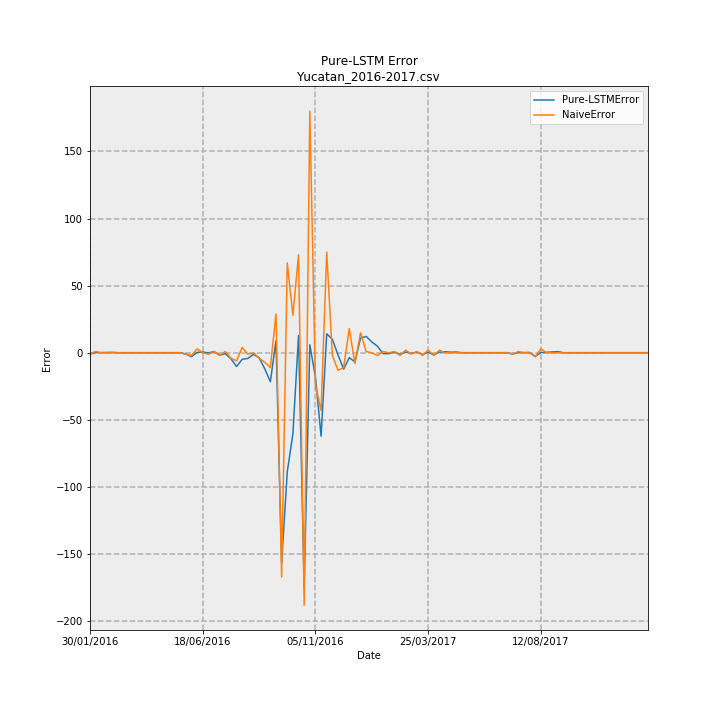 Pure-LSTM Error
Yucatan_2016-2017.csv
Pure-LSTMError
NaiveError
150
100
50
0
−50
−100
−150
−200
Error
30/01/2016
18/06/2016
05/11/2016
25/03/2017
12/08/2017
Date